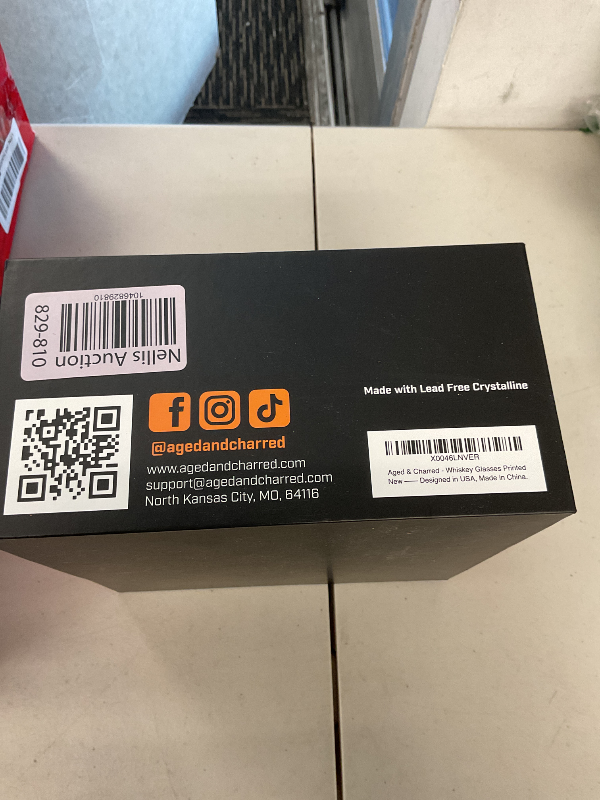 1046829810
Nellis Auction
829-810
Made with Lead Free Crystalline
@agedandcharred
www.agedandcharred.com
support@agedandcharred.com
North Kansas City, MO, 64116
X0046LNVER
Aged & Charred - Whiskey Glasses Printed
New —— Designed in USA, Made in China.